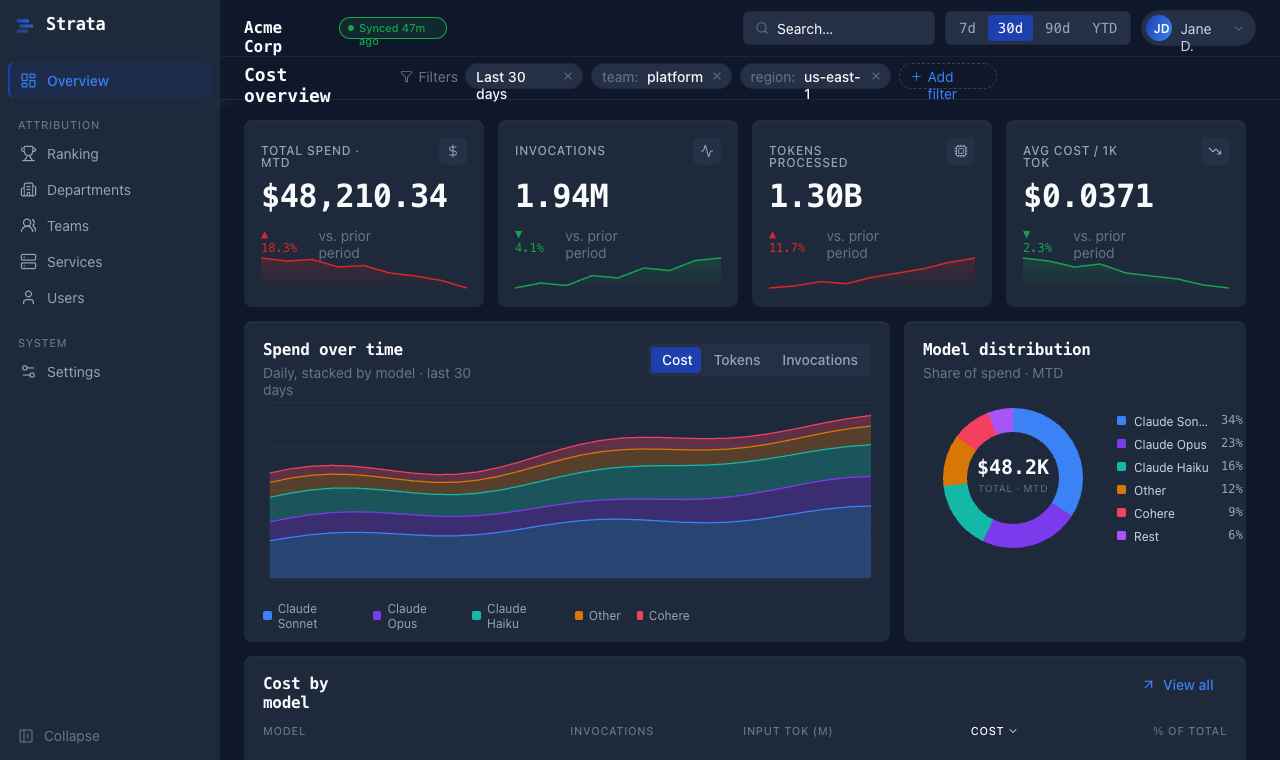 Strata
Overview
ATTRIBUTION
Ranking
Departments
Teams
Services
Users
SYSTEM
Settings
Collapse
Acme
Corp
Synced 47m
ago
Search...
7d 30d 90d YTD
JD Jane
D.
Cost
overview
Filters
Last 30
days
team: platform
region: us-east-
1
Add
filter
TOTAL SPEND ·
MTD
$48,210.34
18.3% vs. prior
period
INVOCATIONS
1.94M
4.1% vs. prior
period
TOKENS
PROCESSED
1.30B
11.7% vs. prior
period
AVG COST / 1K
TOK
$0.0371
2.3% vs. prior
period
Spend over time
Daily, stacked by model · last 30
days
Cost Tokens Invocations
Claude
Sonnet
Claude
Opus
Claude
Haiku
Other
Cohere
Model distribution
Share of spend · MTD
$48.2K
TOTAL · MTD
Claude Son... 34%
Claude Opus 23%
Claude Haiku 16%
Other 12%
Cohere 9%
Rest 6%
Cost by
model
View all
MODEL INVOCATIONS INPUT TOK (M) COST % OF TOTAL